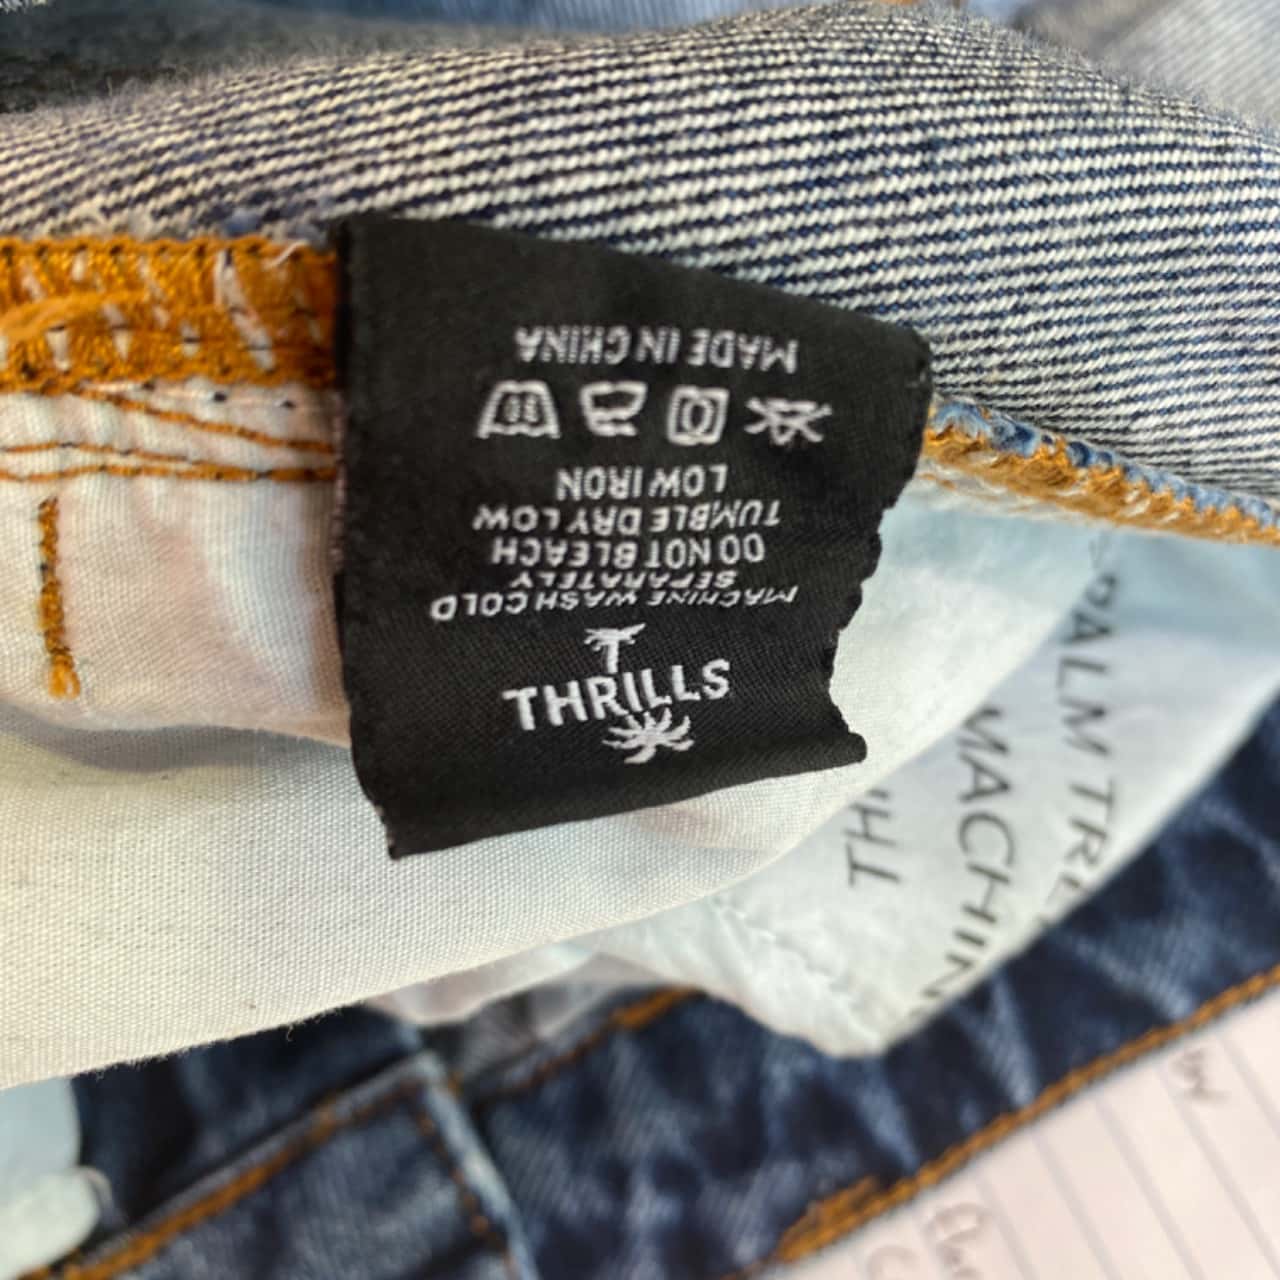 THRILLS
MACHINE WASH COLD
SEPARATELY
DO NOT BLEACH
TUMBLE DRY LOW
LOW IRON
30
MADE IN CHINA
PALM TRE
MACHIN
TH